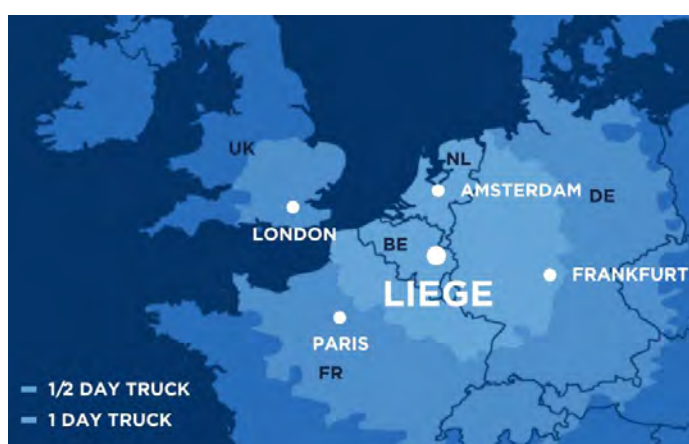 UK
NL
AMSTERDAM
DE
LONDON
BE
FRANKFURT
LIEGE
PARIS
FR
1/2 DAY TRUCK
1 DAY TRUCK